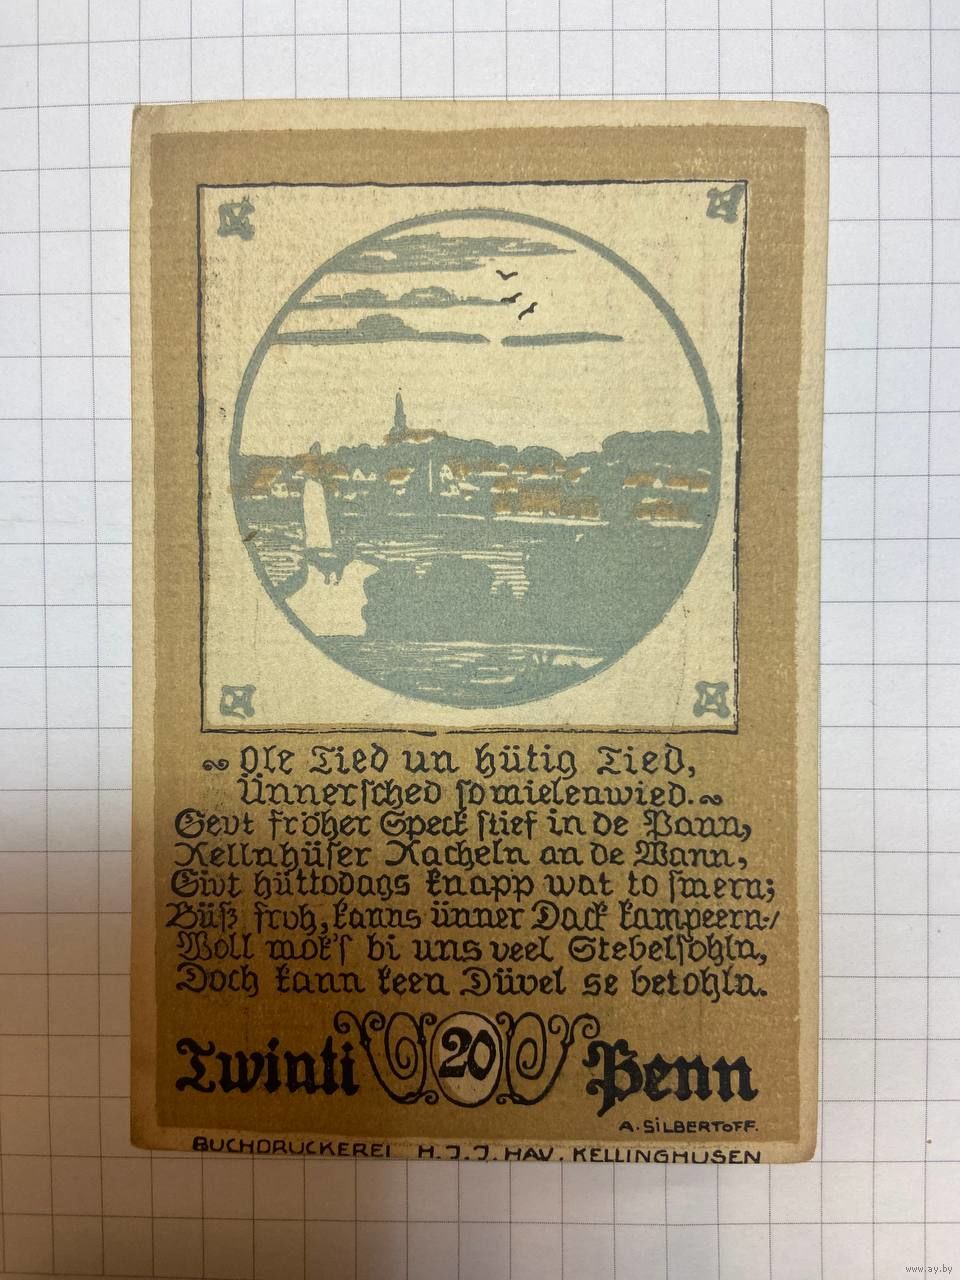 Ole Tied un hütig Tied,
Ünnersched so mielenwied.
Gevt fröher Speck stief in de Pann,
Kellnhüser Kacheln an de Wann,
Givt hüttodags knapp wat to smern;
Büß froh, kanns ünner Dack kampeern:/
Woll mok's bi uns veel Stebelsohln,
Doch kann keen Düvel se betohln.
Twinti 20 Penn
A. SILBERTOFF.
BUCHDRUCKEREI H. J. J. HAV. KELLINGHUSEN
www.ay.by